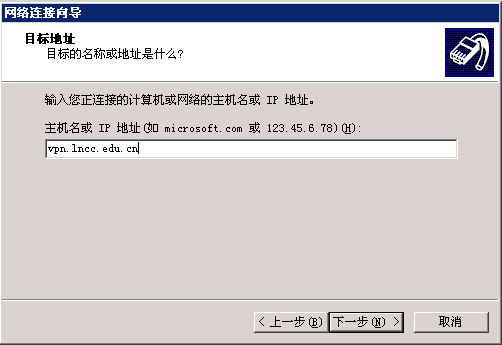 网络连接向导
目标地址
目标的名称或地址是什么?
输入您正连接的计算机或网络的主机名或 IP 地址。
主机名或 IP 地址(如 microsoft.com 或 123.45.6.78)(H):
vpn.lncc.edu.cn
< 上一步(B) 下一步(N) > 取消